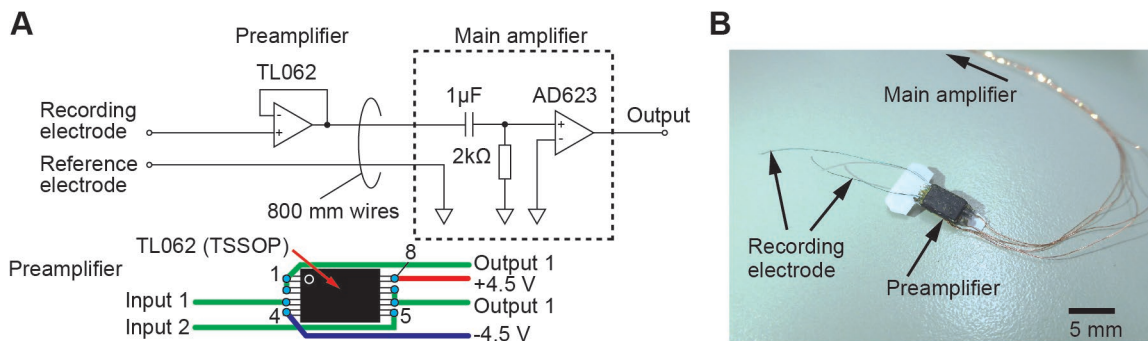 A
Preamplifier
Main amplifier
TL062
1µF
AD623
Recording
electrode
Output
Reference
electrode
2kΩ
800 mm wires
-
+
+
-
TL062 (TSSOP)
Preamplifier
8
1
Output 1
+4.5 V
Input 1
Output 1
4
5
Input 2
-4.5 V
B
Main amplifier
Recording
electrode
Preamplifier
5 mm